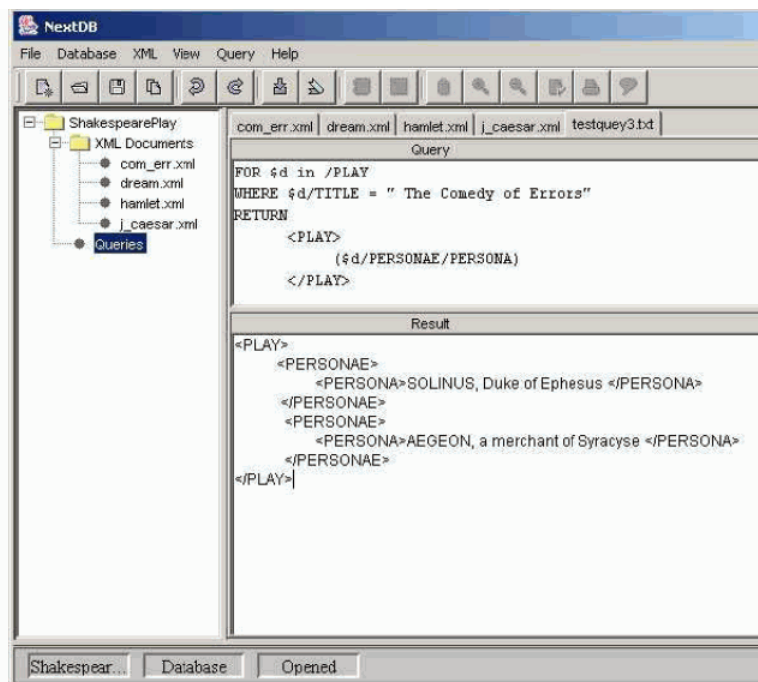 NextDB
File Database XML View Query Help
ShakespearePlay
XML Documents
com_err.xml
dream.xml
hamlet.xml
j_caesar.xml
Queries
com_err.xml dream.xml hamlet.xml j_caesar.xml testquey3.txt
Query
FOR $d in /PLAY
WHERE $d/TITLE = " The Comedy of Errors"
RETURN
<PLAY>
($d/PERSONAE/PERSONA)
</PLAY>
Result
<PLAY>
<PERSONAE>
<PERSONA>SOLINUS, Duke of Ephesus </PERSONA>
</PERSONAE>
<PERSONAE>
<PERSONA>AEGEON, a merchant of Syracyse </PERSONA>
</PERSONAE>
</PLAY>
Shakespear... Database Opened